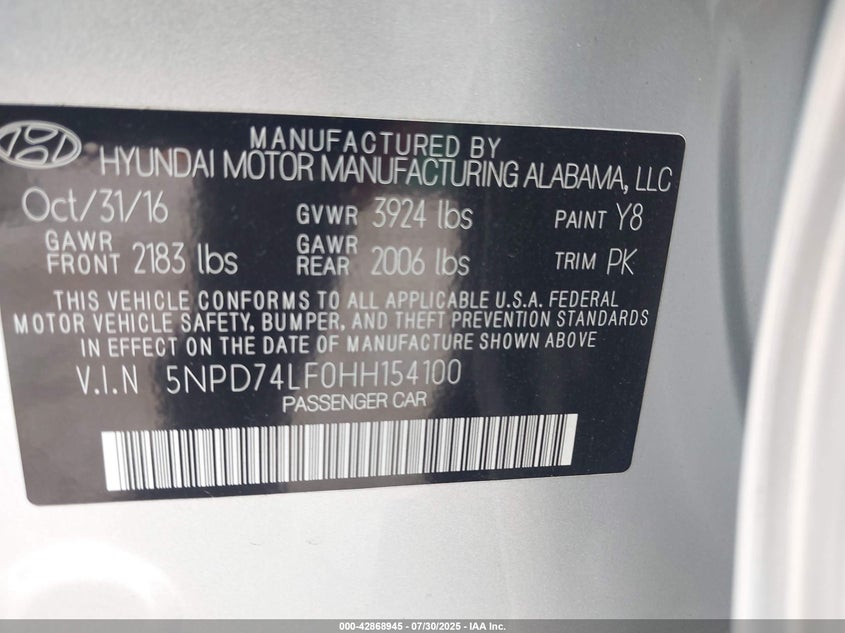 MANUFACTURED BY
HYUNDAI MOTOR MANUFACTURING ALABAMA, LLC
Oct/31/16 GVWR 3924 lbs PAINT Y8
GAWR FRONT 2183 lbs GAWR REAR 2006 lbs TRIM PK
THIS VEHICLE CONFORMS TO ALL APPLICABLE U.S.A. FEDERAL
MOTOR VEHICLE SAFETY, BUMPER, AND THEFT PREVENTION STANDARDS
IN EFFECT ON THE DATE OF MANUFACTURE SHOWN ABOVE
V.I.N 5NPD74LF0HH154100
PASSENGER CAR
000-42868945 - 07/30/2025 - IAA Inc.